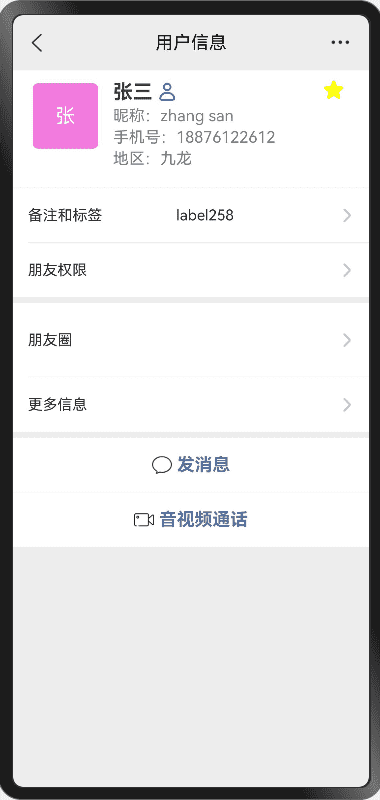 用户信息
张
张三
昵称：zhang san
手机号：18876122612
地区：九龙
备注和标签 label258
朋友权限
朋友圈
更多信息
发消息
音视频通话